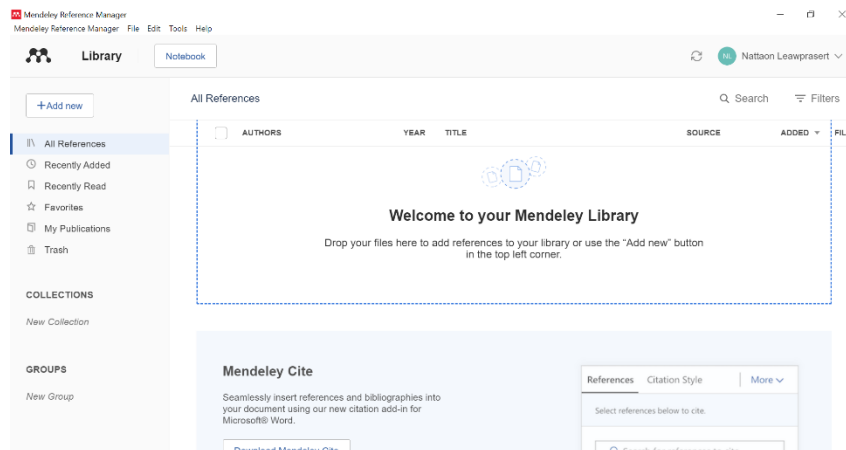 Mendeley Reference Manager
Mendeley Reference Manager File Edit Tools Help
Library Notebook NL Nattaon Leawprasert
+Add new
All References
Recently Added
Recently Read
Favorites
My Publications
Trash
COLLECTIONS
New Collection
GROUPS
New Group
All References Search Filters
AUTHORS YEAR TITLE SOURCE ADDED FIL
Welcome to your Mendeley Library
Drop your files here to add references to your library or use the “Add new” button
in the top left corner.
Mendeley Cite
Seamlessly insert references and bibliographies into
your document using our new citation add-in for
Microsoft® Word.
Download Mendeley Cite
References Citation Style More
Select references below to cite.